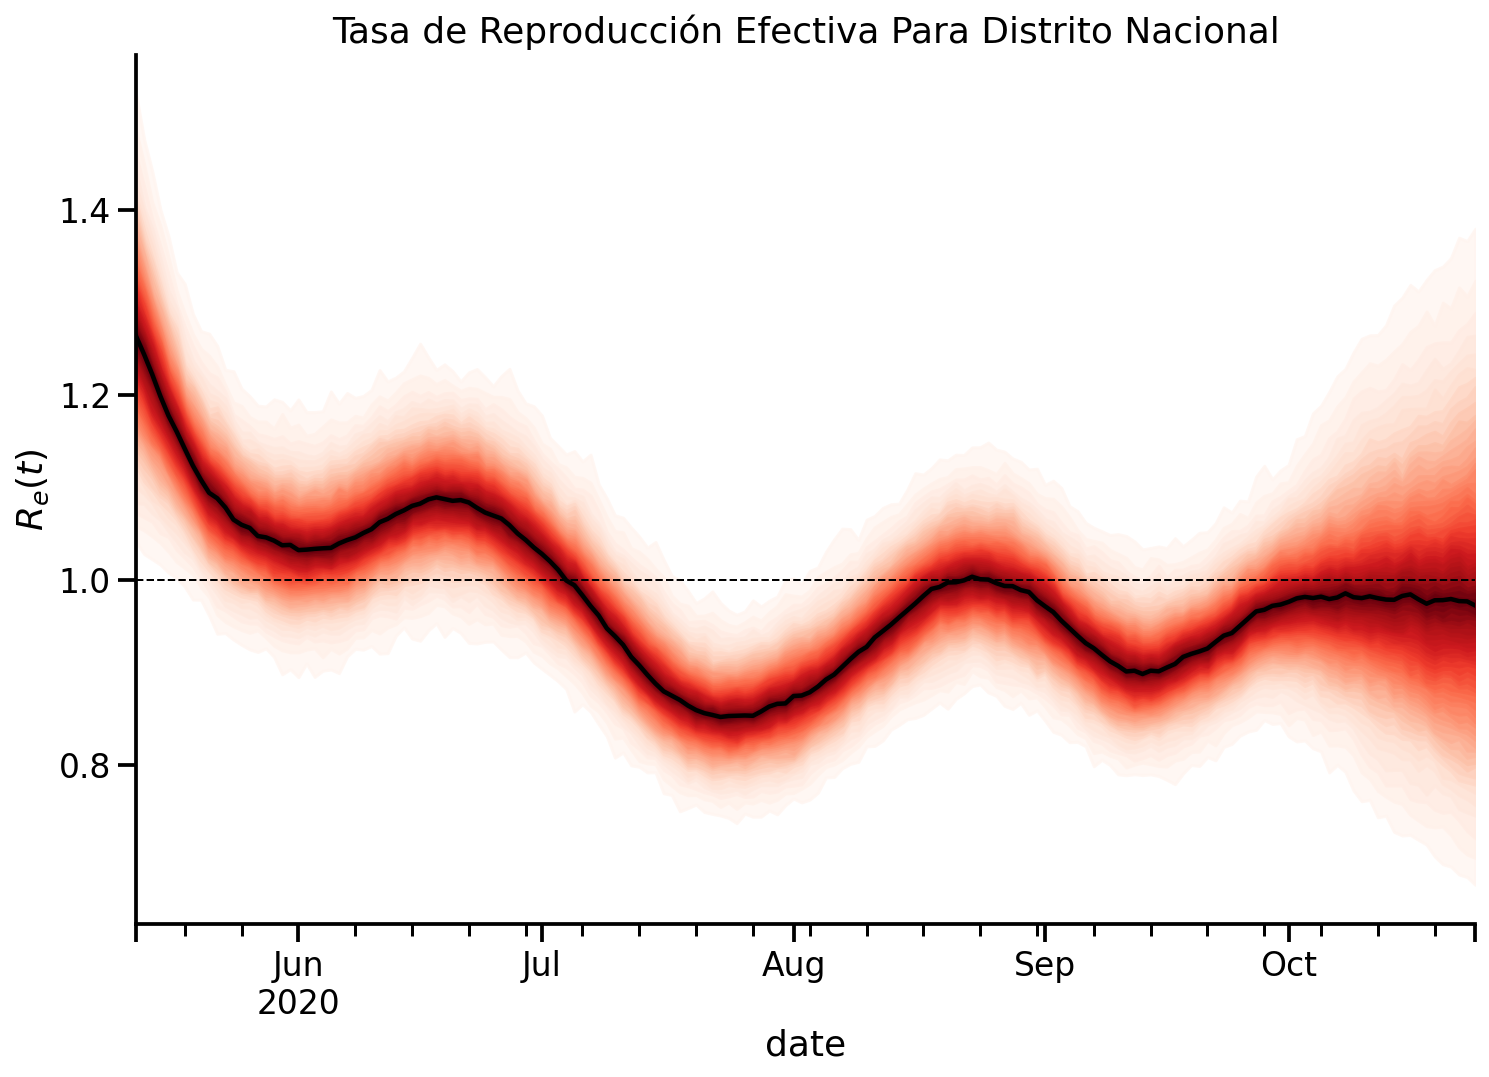 Tasa de Reproducción Efectiva Para Distrito Nacional
R_e(t)
1.4
1.2
1.0
0.8
Jun
2020
Jul
Aug
Sep
Oct
date